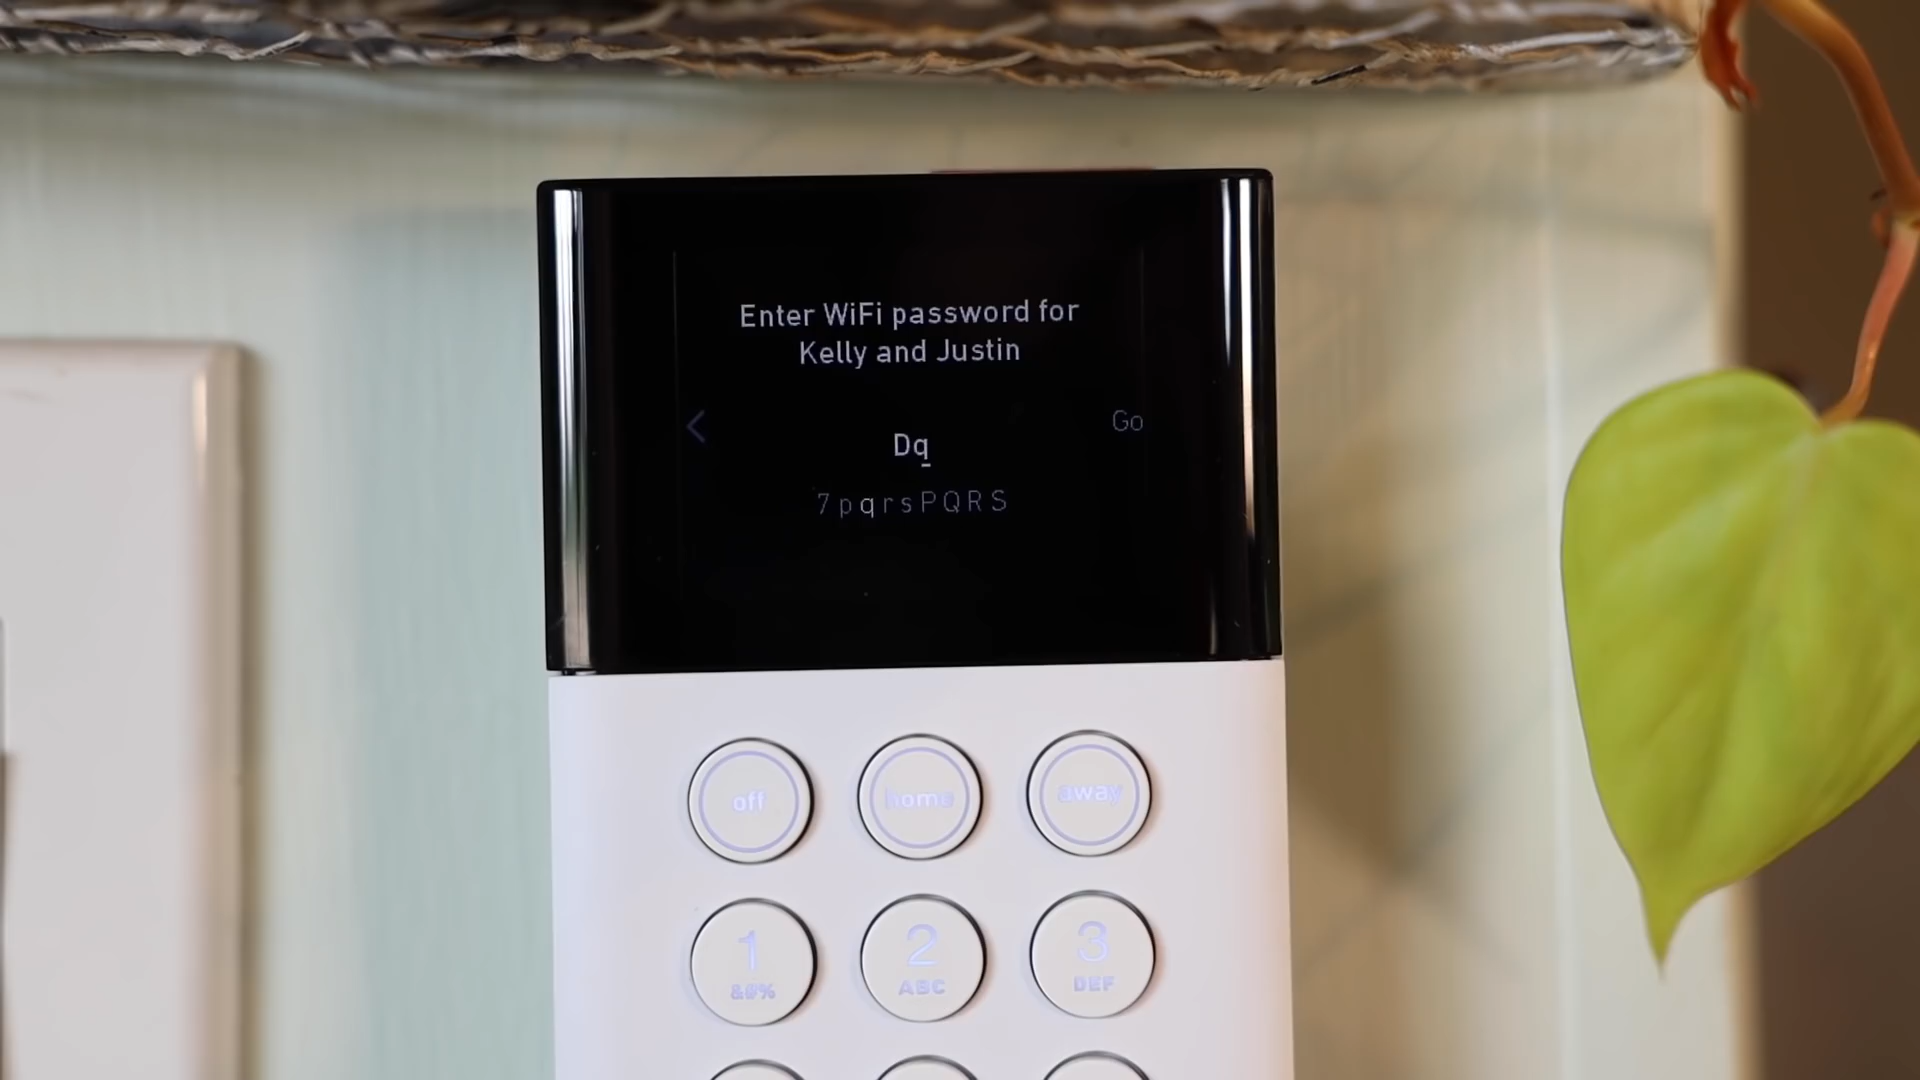 Enter WiFi password for
Kelly and Justin
< Go
Dq
7pqrsPQRS
off home away
1 2 3
&#% ABC DEF